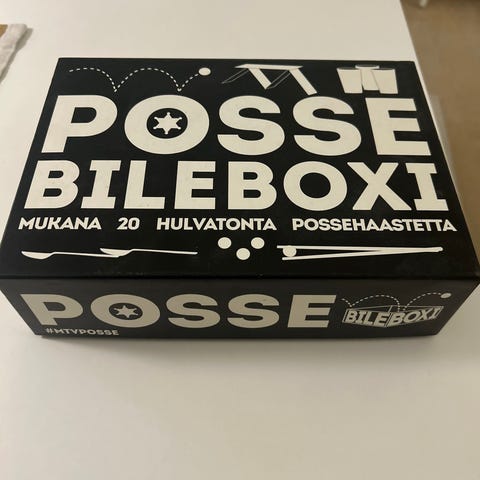 POSSE
BILEBOXI
MUKANA 20 HULVATONTA POSSEHAASTETTA
POSSE
#MTVPOSSE
BILEBOXI